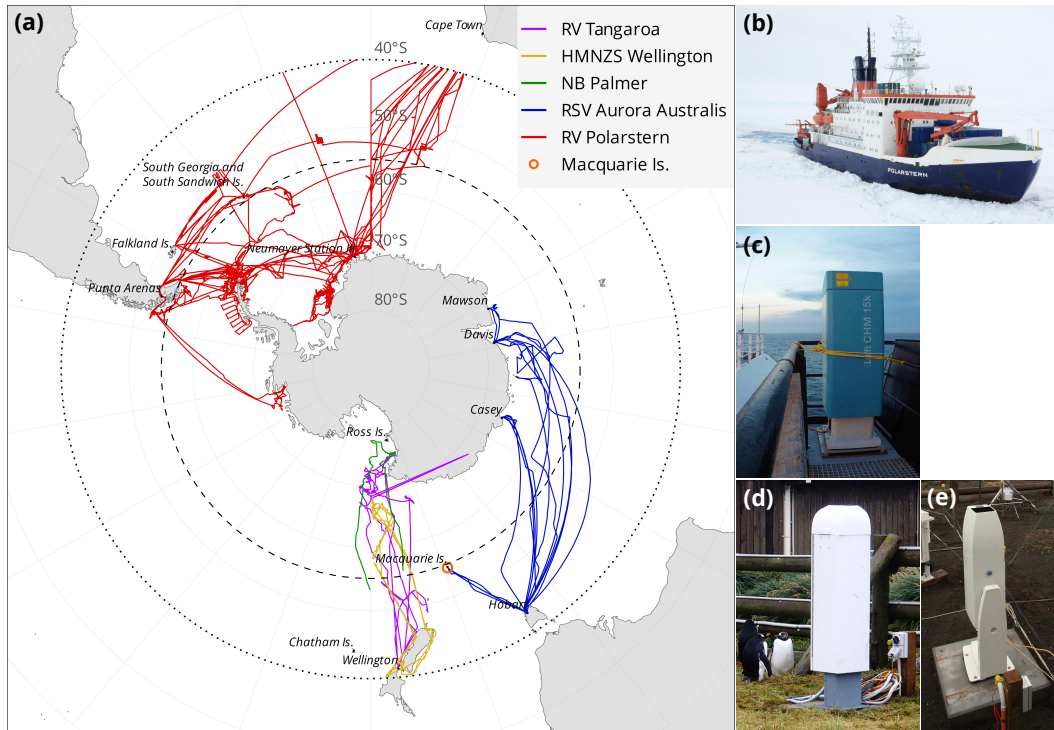 (a)
Cape Town
RV Tangaroa
HMNZS Wellington
NB Palmer
RSV Aurora Australis
RV Polarstern
Macquarie Is.
40°S
50°S
60°S
70°S
80°S
South Georgia and
South Sandwich Is.
Falkland Is.
Neumayer Station
Punta Arenas
Mawson
Davis
Casey
Ross Is.
Macquarie Is.
Hobart
Chatham Is.
Wellington
(b)
POLARSTERN
(c)
Lufft CHM 15k
(d)
(e)